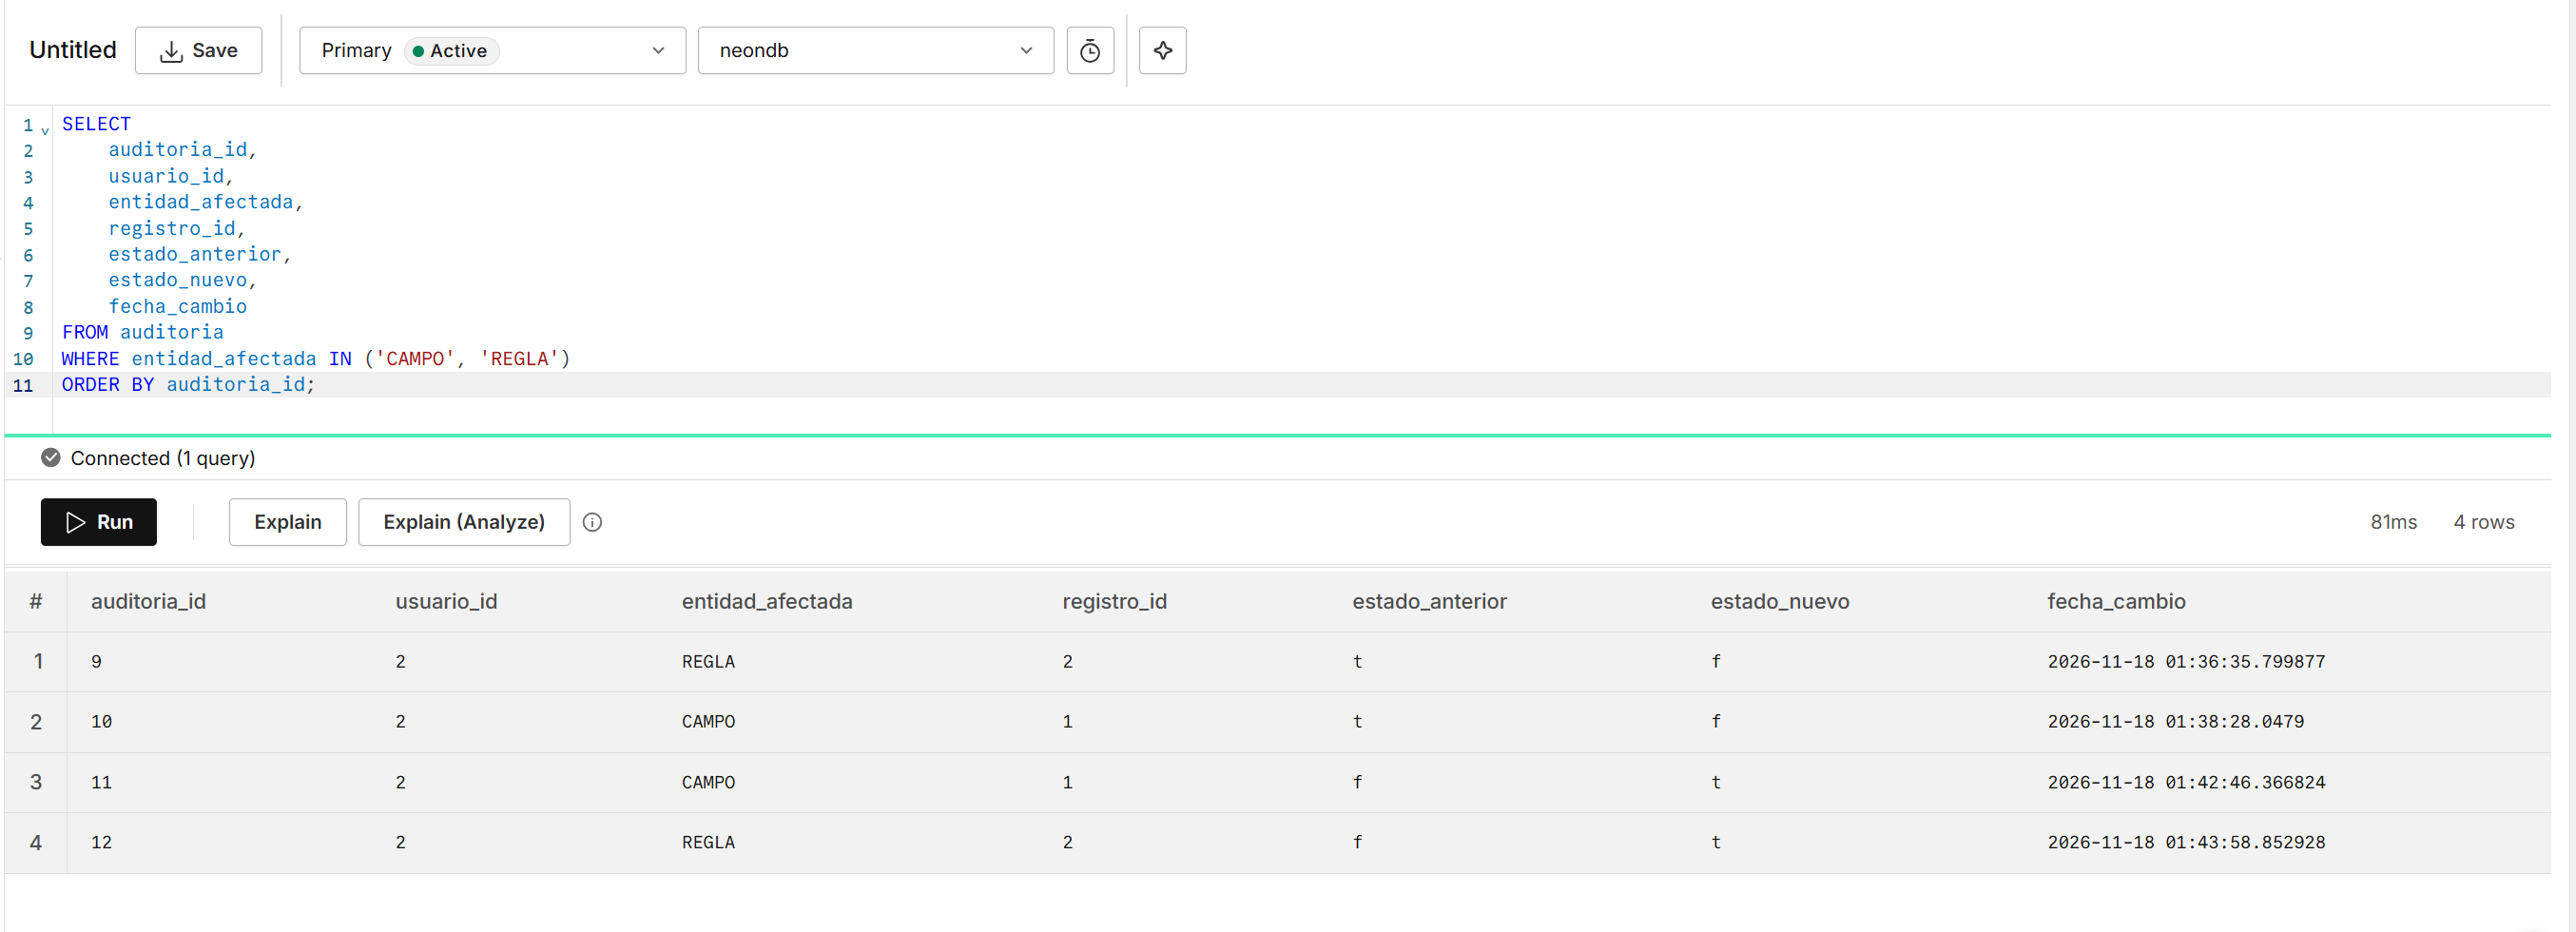 Untitled Save Primary Active neondb
1 SELECT
2 auditoria_id,
3 usuario_id,
4 entidad_afectada,
5 registro_id,
6 estado_anterior,
7 estado_nuevo,
8 fecha_cambio
9 FROM auditoria
10 WHERE entidad_afectada IN ('CAMPO', 'REGLA')
11 ORDER BY auditoria_id;
Connected (1 query)
Run Explain Explain (Analyze) 81ms 4 rows
# auditoria_id usuario_id entidad_afectada registro_id estado_anterior estado_nuevo fecha_cambio
1 9 2 REGLA 2 t f 2026-11-18 01:36:35.799877
2 10 2 CAMPO 1 t f 2026-11-18 01:38:28.0479
3 11 2 CAMPO 1 f t 2026-11-18 01:42:46.366824
4 12 2 REGLA 2 f t 2026-11-18 01:43:58.852928